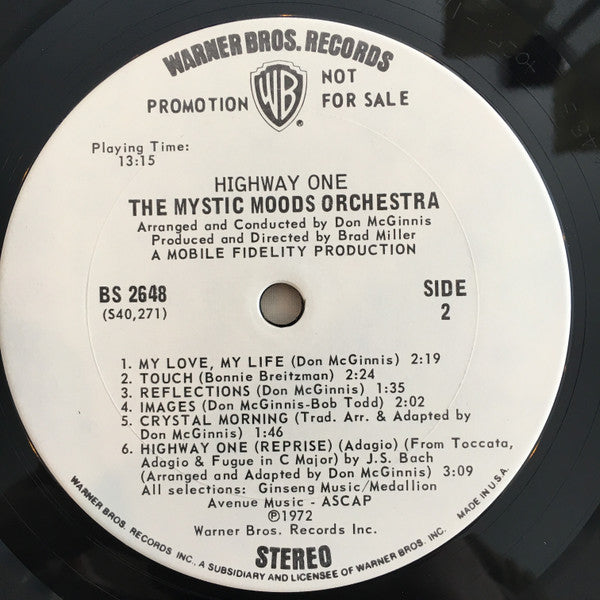 WARNER BROS. RECORDS
PROMOTION WB NOT
FOR SALE
®
Playing Time:
13:15
HIGHWAY ONE
THE MYSTIC MOODS ORCHESTRA
Arranged and Conducted by Don McGinnis
Produced and Directed by Brad Miller
A MOBILE FIDELITY PRODUCTION
BS 2648
(S40,271)
SIDE
2
1. MY LOVE, MY LIFE (Don McGinnis) 2:19
2. TOUCH (Bonnie Breitzman) 2:24
3. REFLECTIONS (Don McGinnis) 1:35
4. IMAGES (Don McGinnis-Bob Todd) 2:02
5. CRYSTAL MORNING (Trad. Arr. & Adapted by
Don McGinnis) 1:46
6. HIGHWAY ONE (REPRISE) (Adagio) (From Toccata,
Adagio & Fugue in C Major) by J.S. Bach
(Arranged and Adapted by Don McGinnis) 3:09
All selections: Ginseng Music/Medallion
Avenue Music - ASCAP
℗1972
Warner Bros. Records Inc.
STEREO
WARNER BROS. RECORDS INC., A SUBSIDIARY AND LICENSEE OF WARNER BROS. INC. MADE IN U.S.A.